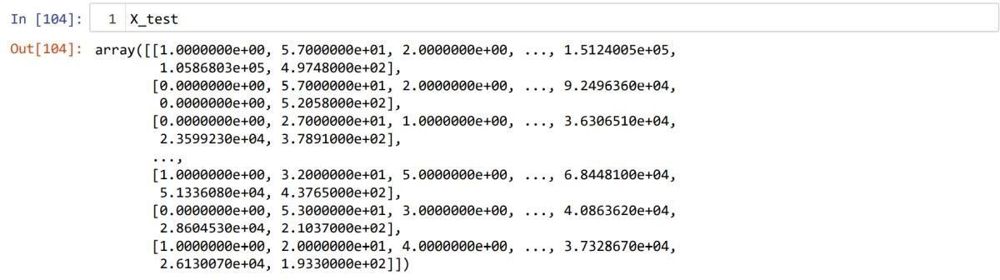 In [104]: 1 X_test
Out[104]: array([[1.0000000e+00, 5.7000000e+01, 2.0000000e+00, ..., 1.5124005e+05,
1.0586803e+05, 4.9748000e+02],
[0.0000000e+00, 5.7000000e+01, 2.0000000e+00, ..., 9.2496360e+04,
0.0000000e+00, 5.2058000e+02],
[0.0000000e+00, 2.7000000e+01, 1.0000000e+00, ..., 3.6306510e+04,
2.3599230e+04, 3.7891000e+02],
...,
[1.0000000e+00, 3.2000000e+01, 5.0000000e+00, ..., 6.8448100e+04,
5.1336080e+04, 4.3765000e+02],
[0.0000000e+00, 5.3000000e+01, 3.0000000e+00, ..., 4.0863620e+04,
2.8604530e+04, 2.1037000e+02],
[1.0000000e+00, 2.0000000e+01, 4.0000000e+00, ..., 3.7328670e+04,
2.6130070e+04, 1.9330000e+02]])